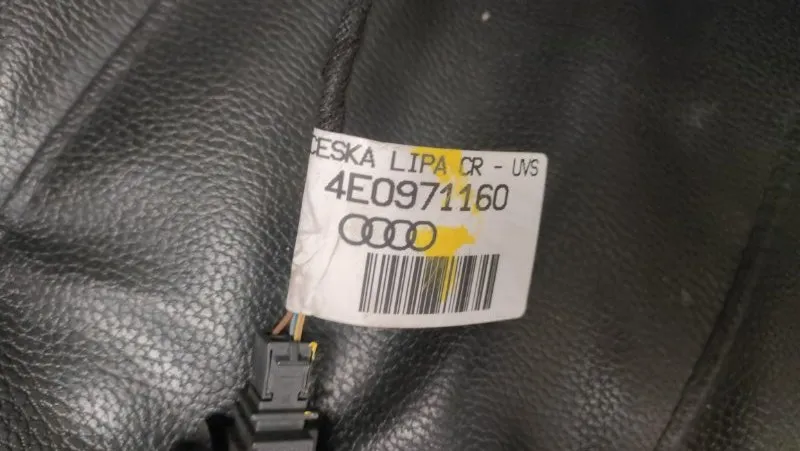 CESKA LIPA CR - UVS
4E0971160